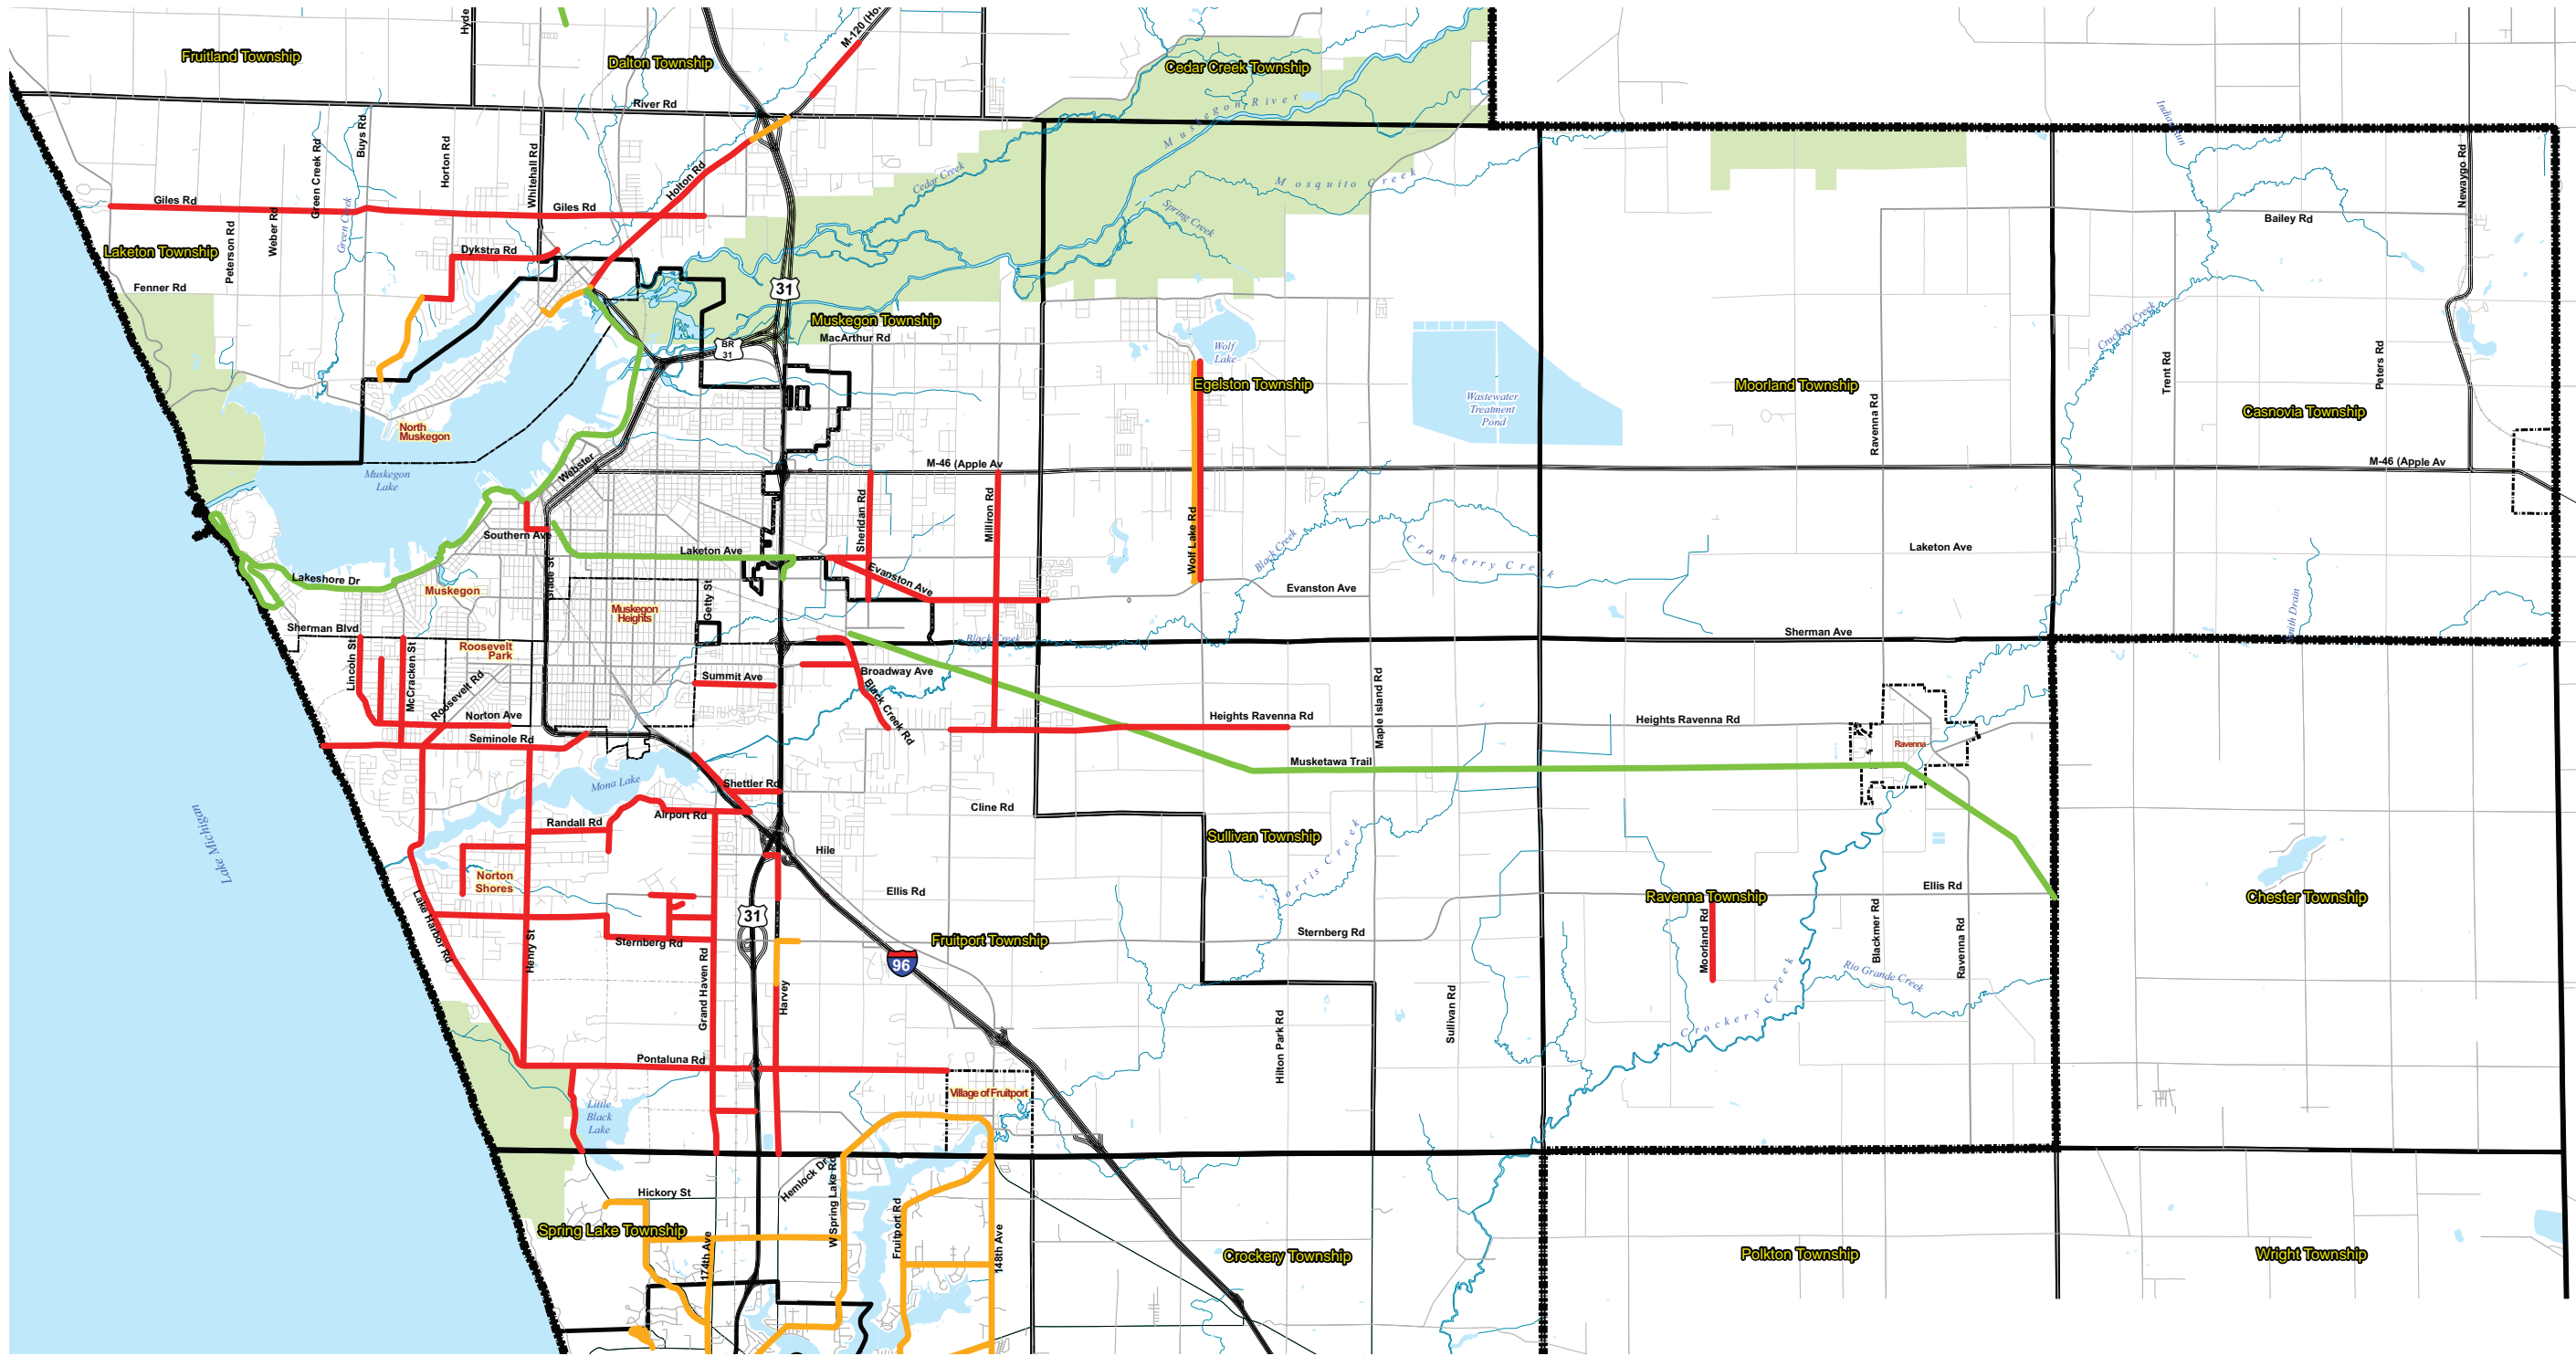 Hyde
M-120 (Ho
Fruitland Township
Dalton Township
Cedar Creek Township
River Rd
Muskegon River
Buys Rd
Green Creek Rd
Horton Rd
Whitehall Rd
Holton Rd
Cedar Creek
Mosquito Creek
Newaygo Rd
Giles Rd
Giles Rd
Spring Creek
Bailey Rd
Peterson Rd
Weber Rd
Green Creek
Laketon Township
Dykstra Rd
Fenner Rd
31
Muskegon Township
MacArthur Rd
BR
31
Wolf
Lake
Crockery Creek
Trent Rd
Peters Rd
Egelston Township
Moorland Township
Wastewater
Treatment
Pond
Casnovia Township
Ravenna Rd
North
Muskegon
Muskegon
Lake
Webster
M-46 (Apple Av
M-46 (Apple Av
Sheridan Rd
Milliron Rd
Wolf Lake Rd
Black Creek
Cranberry Creek
Southern Ave
Laketon Ave
Laketon Ave
Lakeshore Dr
Evanston Ave
Evanston Ave
Muskegon
Muskegon
Heights
Getty St
Sherman Blvd
Black Creek
Sherman Ave
Roosevelt
Park
Lincoln St
McCracken St
Roosevelt Rd
Summit Ave
Broadway Ave
Black Creek Rd
Maple Island Rd
Norton Ave
Heights Ravenna Rd
Heights Ravenna Rd
Seminole Rd
Ravenna
Musketawa Trail
Mona Lake
Shettler Rd
Lake Michigan
Cline Rd
Randall Rd
Airport Rd
Sullivan Township
Hile
Norton
Shores
Ellis Rd
Ellis Rd
Ravenna Township
Chester Township
Lake Harbor Rd
31
Henry St
Sternberg Rd
Fruitport Township
Sternberg Rd
Moorland Rd
Blackmer Rd
Ravenna Rd
96
Grand Haven Rd
Harvey
Rio Grande Creek
Crockery Creek
Sullivan Rd
Hilton Park Rd
Pontaluna Rd
Village of Fruitport
Little
Black
Lake
Hemlock Dr
W Spring Lake Rd
Hickory St
Fruitport Rd
Spring Lake Township
174th Ave
148th Ave
Crockery Township
Polkton Township
Wright Township